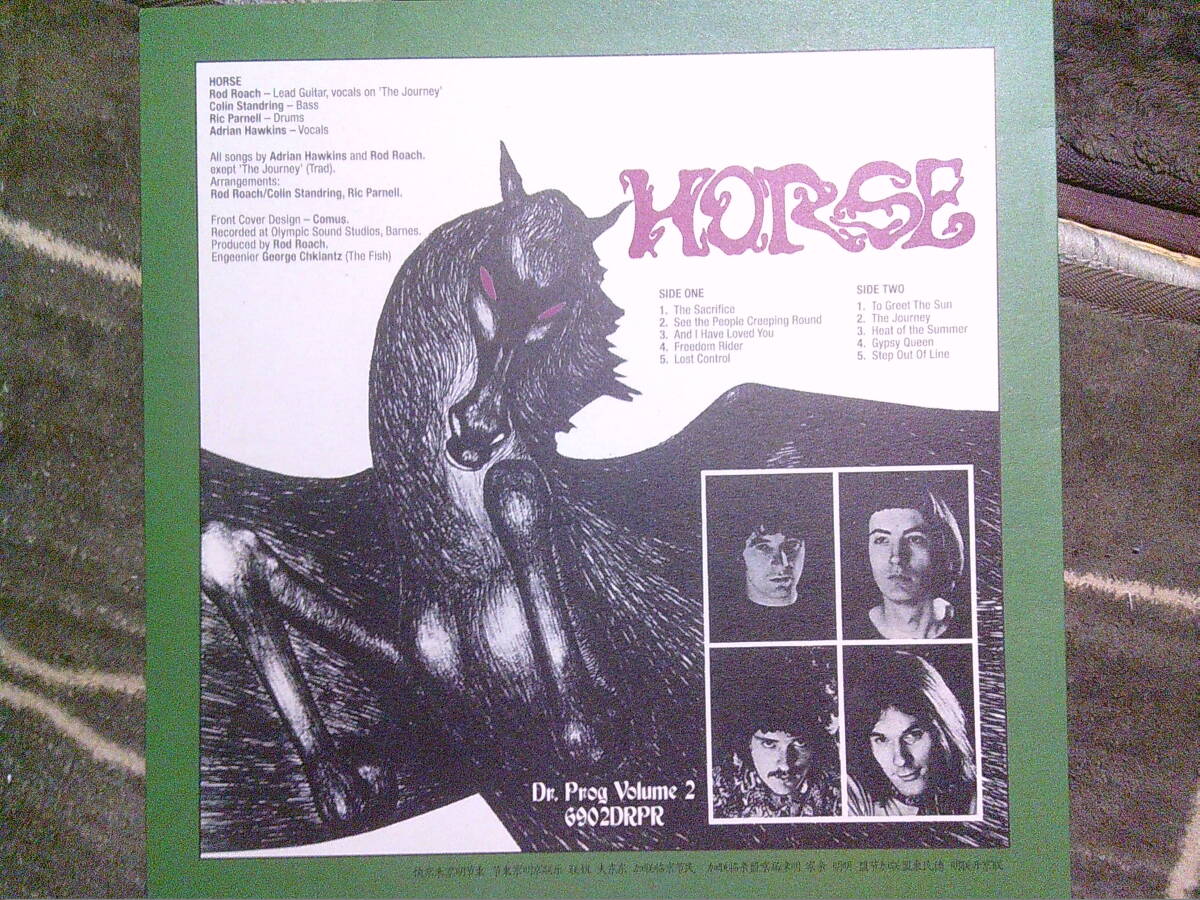 HORSE
Rod Roach – Lead Guitar, vocals on 'The Journey'
Colin Standring – Bass
Ric Parnell – Drums
Adrian Hawkins – Vocals
All songs by Adrian Hawkins and Rod Roach.
exept 'The Journey' (Trad).
Arrangements:
Rod Roach/Colin Standring, Ric Parnell.
Front Cover Design – Comus.
Recorded at Olympic Sound Studios, Barnes.
Produced by Rod Roach.
Engeenior George Chkiantz (The Fish)
HORSE
SIDE ONE
1. The Sacrifice
2. See the People Creeping Round
3. And I Have Loved You
4. Freedom Rider
5. Lost Control
SIDE TWO
1. To Greet The Sun
2. The Journey
3. Heat of the Summer
4. Gypsy Queen
5. Step Out Of Line
Dr. Prog Volume 2
6902DRPR